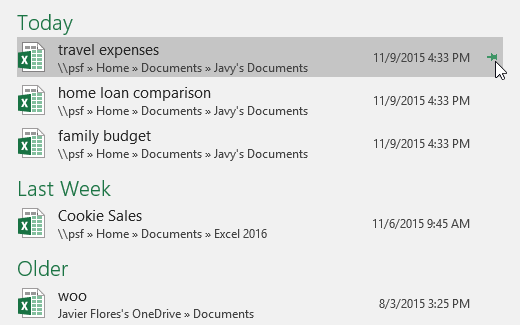 Today
travel expenses
\\psf » Home » Documents » Javy's Documents
11/9/2015 4:33 PM
home loan comparison
\\psf » Home » Documents » Javy's Documents
11/9/2015 4:33 PM
family budget
\\psf » Home » Documents » Javy's Documents
11/9/2015 4:33 PM
Last Week
Cookie Sales
\\psf » Home » Documents » Excel 2016
11/6/2015 9:45 AM
Older
woo
Javier Flores's OneDrive » Documents
8/3/2015 3:25 PM